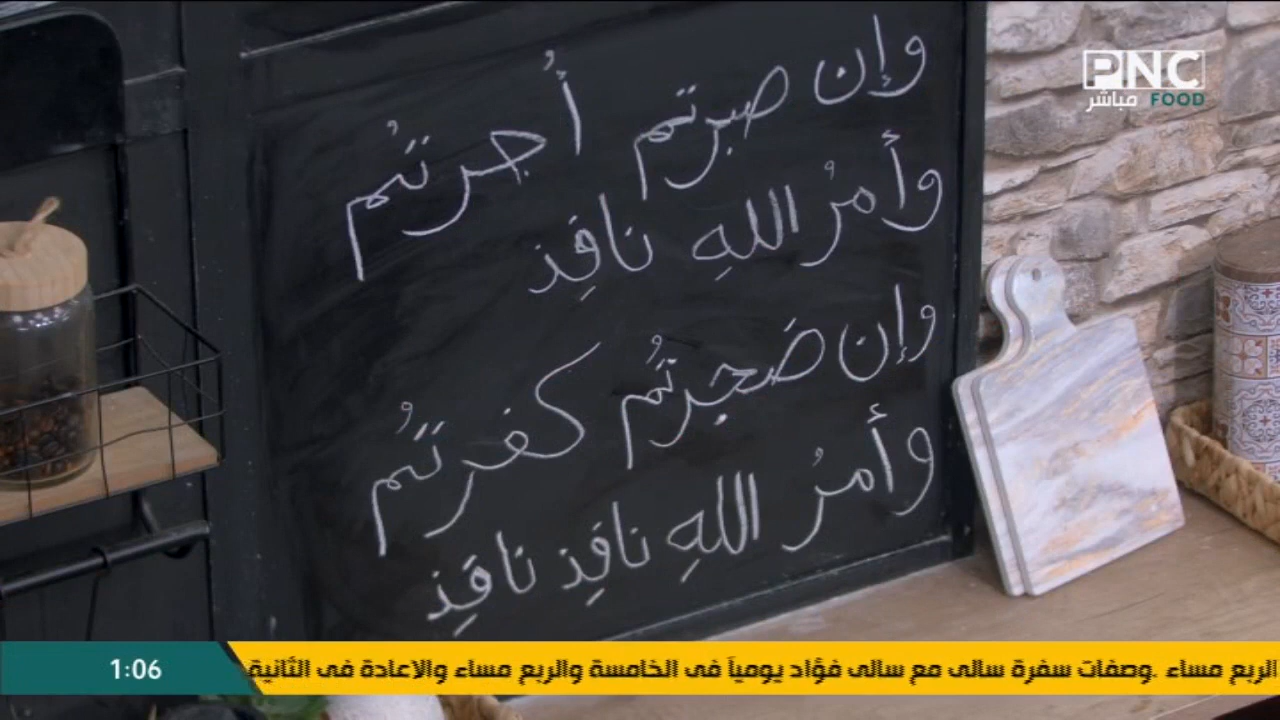 وإن صبرتم أُجرتُم
وأمرُ اللهِ نافِذ
وإن ضَجرتُم كفرتُم
وأمرُ اللهِ نافِذ نافِذ
PNC
FOOD مباشر
الربع مساء .وصفات سفرة سالى مع سالى فؤاد يومياً فى الخامسة والربع مساء والاعادة فى الثانية
1:06